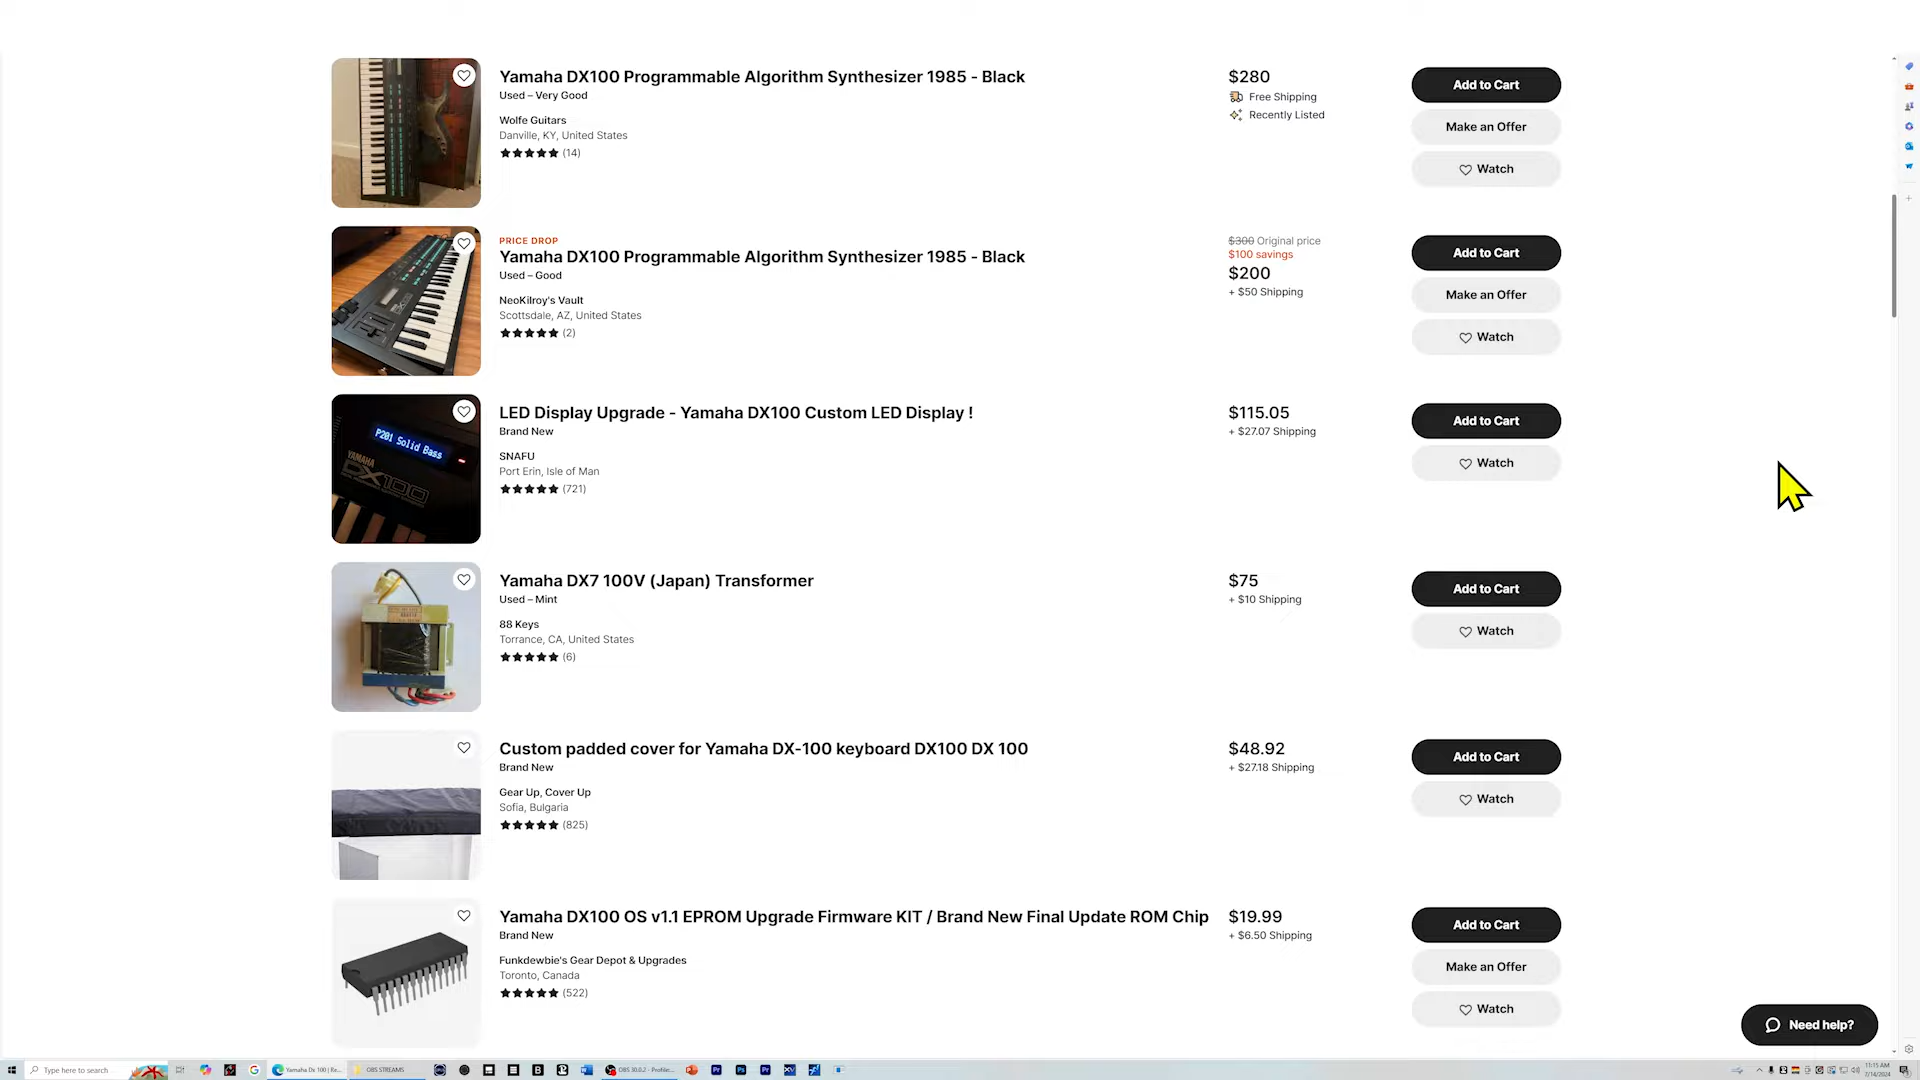 Yamaha DX100 Programmable Algorithm Synthesizer 1985 - Black
Used – Very Good
Wolfe Guitars
Danville, KY, United States
(14)
$280
Free Shipping
Recently Listed
Add to Cart
Make an Offer
Watch
PRICE DROP
Yamaha DX100 Programmable Algorithm Synthesizer 1985 - Black
Used – Good
NeoKilroy's Vault
Scottsdale, AZ, United States
(2)
$300 Original price
$100 savings
$200
+ $50 Shipping
Add to Cart
Make an Offer
Watch
P201 Solid Bass
YAMAHA
DX100
LED Display Upgrade - Yamaha DX100 Custom LED Display !
Brand New
SNAFU
Port Erin, Isle of Man
(721)
$115.05
+ $27.07 Shipping
Add to Cart
Watch
Yamaha DX7 100V (Japan) Transformer
Used – Mint
88 Keys
Torrance, CA, United States
(6)
$75
+ $10 Shipping
Add to Cart
Watch
Custom padded cover for Yamaha DX-100 keyboard DX100 DX 100
Brand New
Gear Up, Cover Up
Sofia, Bulgaria
(825)
$48.92
+ $27.18 Shipping
Add to Cart
Watch
Yamaha DX100 OS v1.1 EPROM Upgrade Firmware KIT / Brand New Final Update ROM Chip
Brand New
Funkdewbie's Gear Depot & Upgrades
Toronto, Canada
(522)
$19.99
+ $6.50 Shipping
Add to Cart
Make an Offer
Watch
Need help?
Type here to search
Yamaha Dx 100 | Re...
OBS STREAMS
OBS 30.0.2 - Profile:...
11:15 AM
7/14/2024